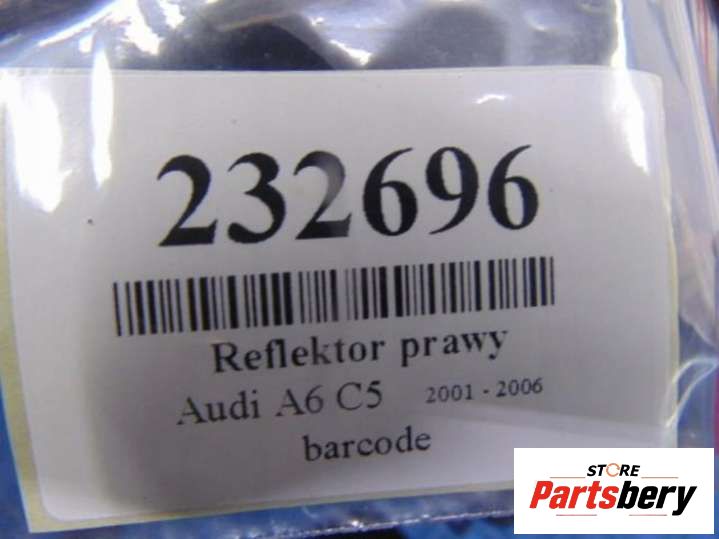 232696
Reflektor prawy
Audi A6 C5 2001 - 2006
barcode
STORE
Partsbery